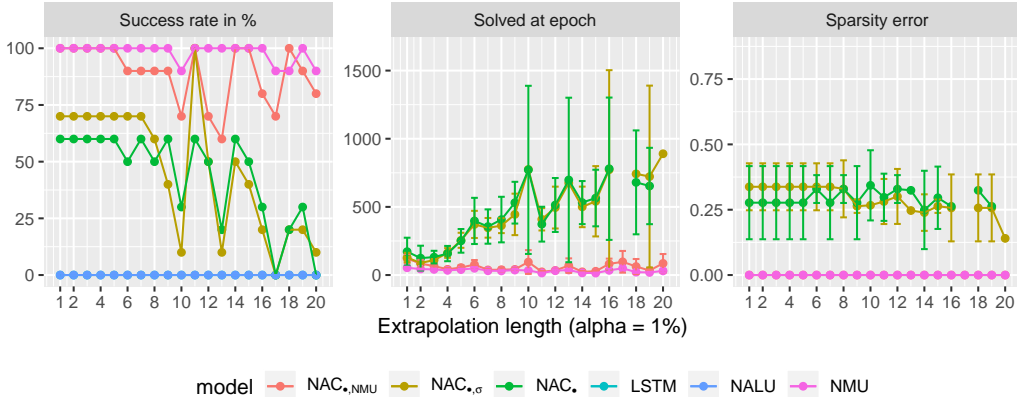 Success rate in %
Solved at epoch
Sparsity error
100
75
50
25
0
1 2 4 6 8 10 12 14 16 18 20
1500
1000
500
0
1 2 4 6 8 10 12 14 16 18 20
0.75
0.50
0.25
0.00
1 2 4 6 8 10 12 14 16 18 20
Extrapolation length (alpha = 1%)
model NAC•,NMU NAC•,σ NAC• LSTM NALU NMU